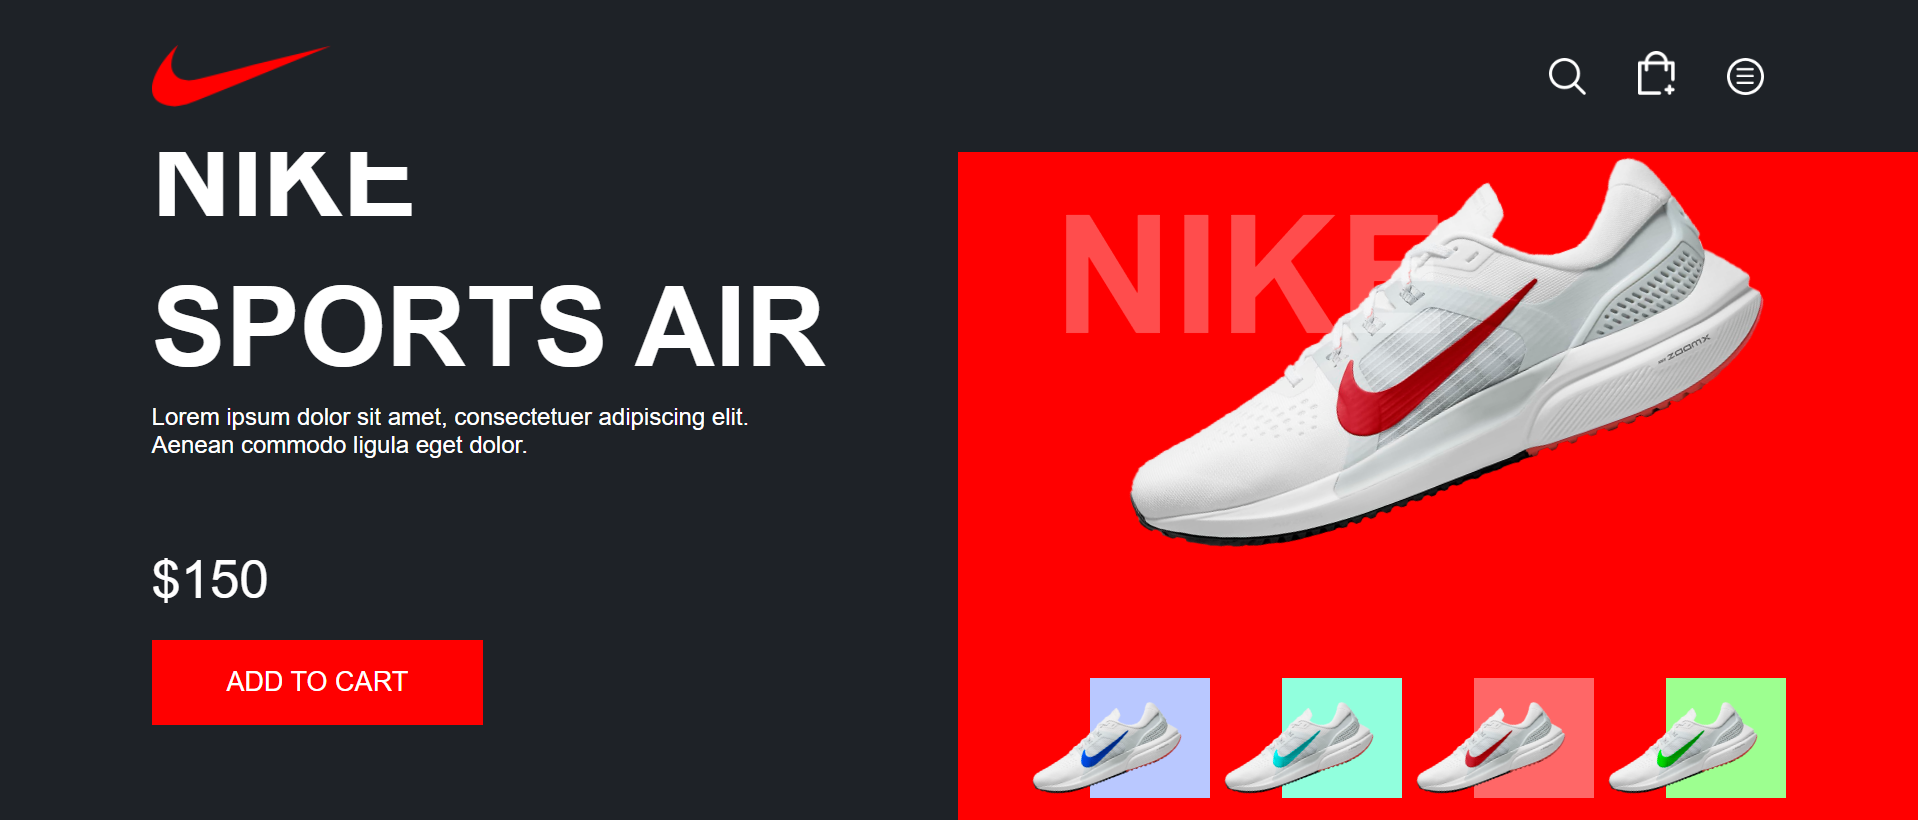 NIKE
SPORTS AIR
Lorem ipsum dolor sit amet, consectetuer adipiscing elit.
Aenean commodo ligula eget dolor.
$150
ADD TO CART
NIKE
zoomx